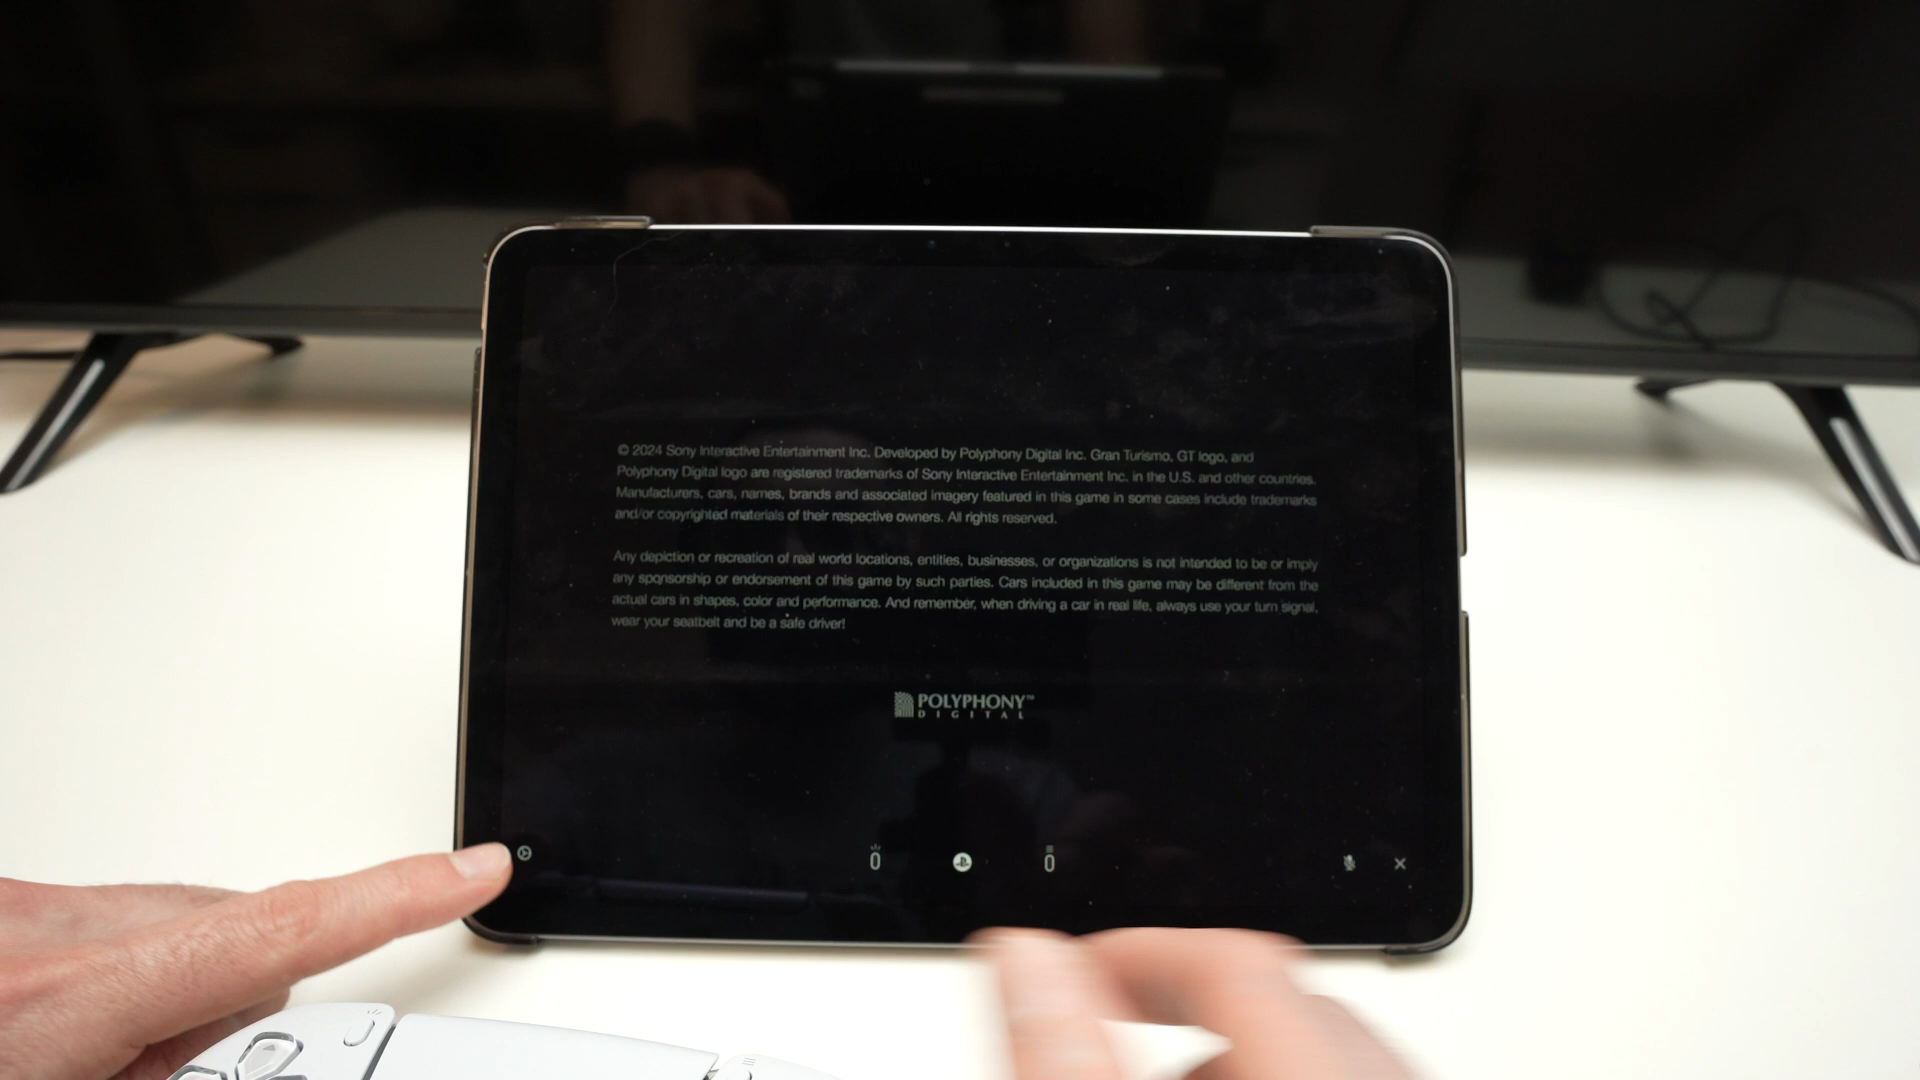 © 2024 Sony Interactive Entertainment Inc. Developed by Polyphony Digital Inc. Gran Turismo, GT logo, and
Polyphony Digital logo are registered trademarks of Sony Interactive Entertainment Inc. in the U.S. and other countries.
Manufacturers, cars, names, brands and associated imagery featured in this game in some cases include trademarks
and/or copyrighted materials of their respective owners. All rights reserved.
Any depiction or recreation of real world locations, entities, businesses, or organizations is not intended to be or imply
any sponsorship or endorsement of this game by such parties. Cars included in this game may be different from the
actual cars in shapes, color and performance. And remember, when driving a car in real life, always use your turn signal,
wear your seatbelt and be a safe driver!
POLYPHONY™
DIGITAL